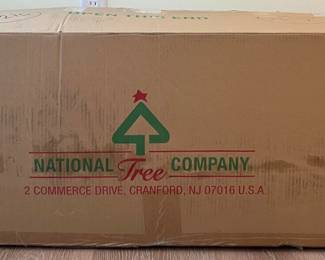 OPEN THIS END
NATIONAL Tree COMPANY
2 COMMERCE DRIVE, CRANFORD, NJ 07016 U.S.A.